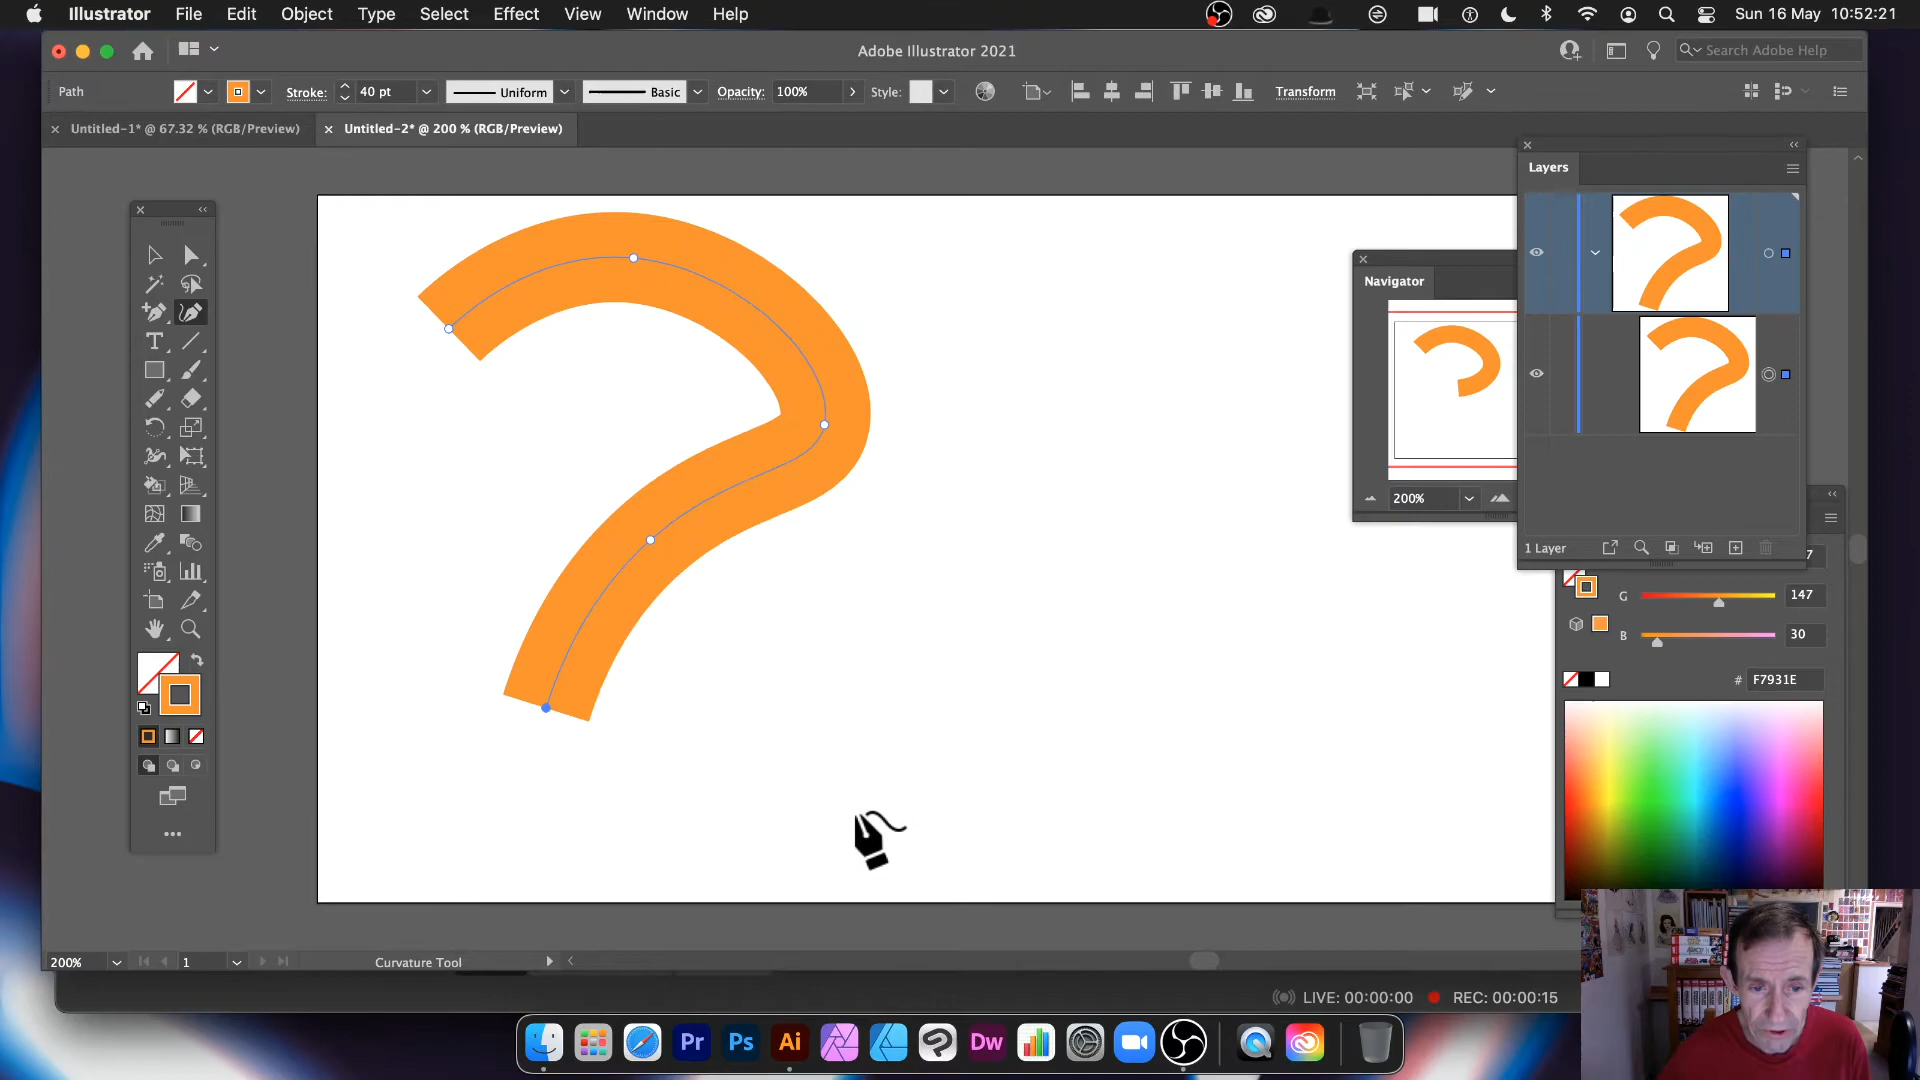 Illustrator File Edit Object Type Select Effect View Window Help Sun 16 May 10:52:21
Adobe Illustrator 2021 Search Adobe Help
Path Stroke: 40 pt Uniform Basic Opacity: 100% Style: Transform
Untitled-1* @ 67.32 % (RGB/Preview) Untitled-2* @ 200 % (RGB/Preview)
Layers
Navigator
T
200%
1 Layer
7
G 147
B 30
# F7931E
200% 1 Curvature Tool
LIVE: 00:00:00 REC: 00:00:15
Pr Ps Ai Dw